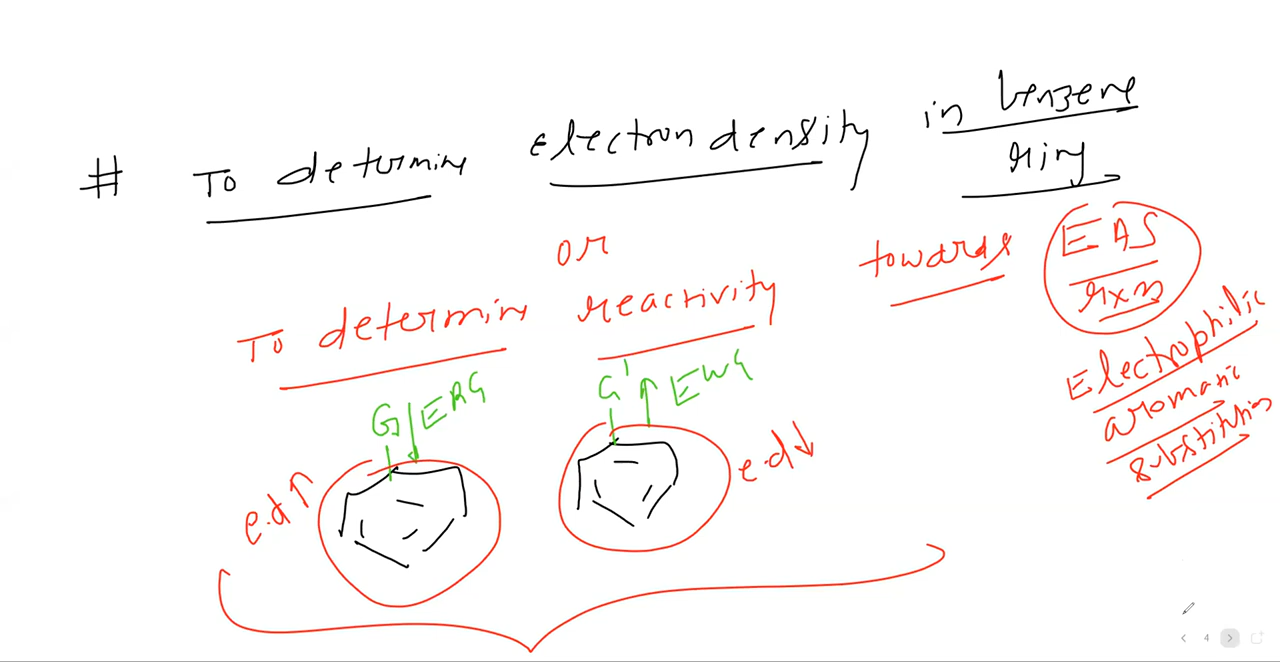 # To determine electron density in benzene
ring
or
To determine reactivity towards EAS
rxn
Electrophilic
aromatic
substitution
G ERG
G' EWG
e.d↑
e.d↓
4